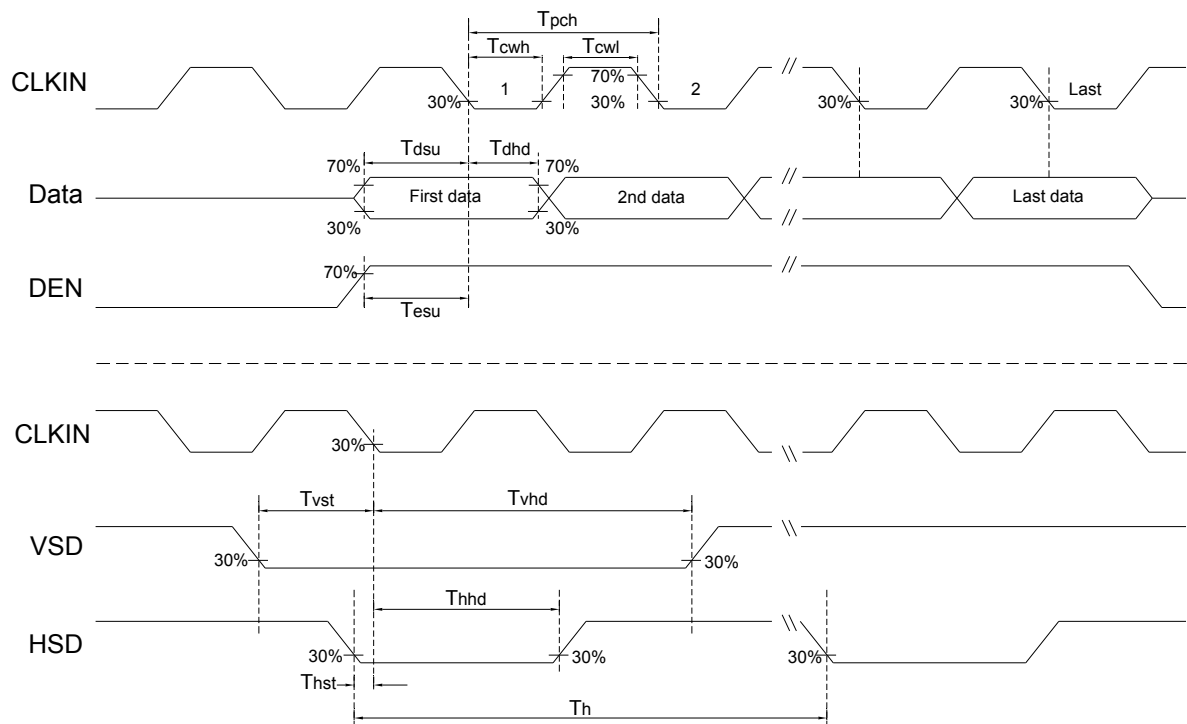 Tpch
Tcwh Tcwl
CLKIN 30% 1 70% 30% 2 30% 30% Last
Tdsu Tdhd
70% 70%
Data First data 2nd data Last data
30% 30%
DEN 70%
Tesu
CLKIN 30%
Tvst Tvhd
VSD 30% 30%
Thhd
HSD 30% 30% 30%
Thst
Th